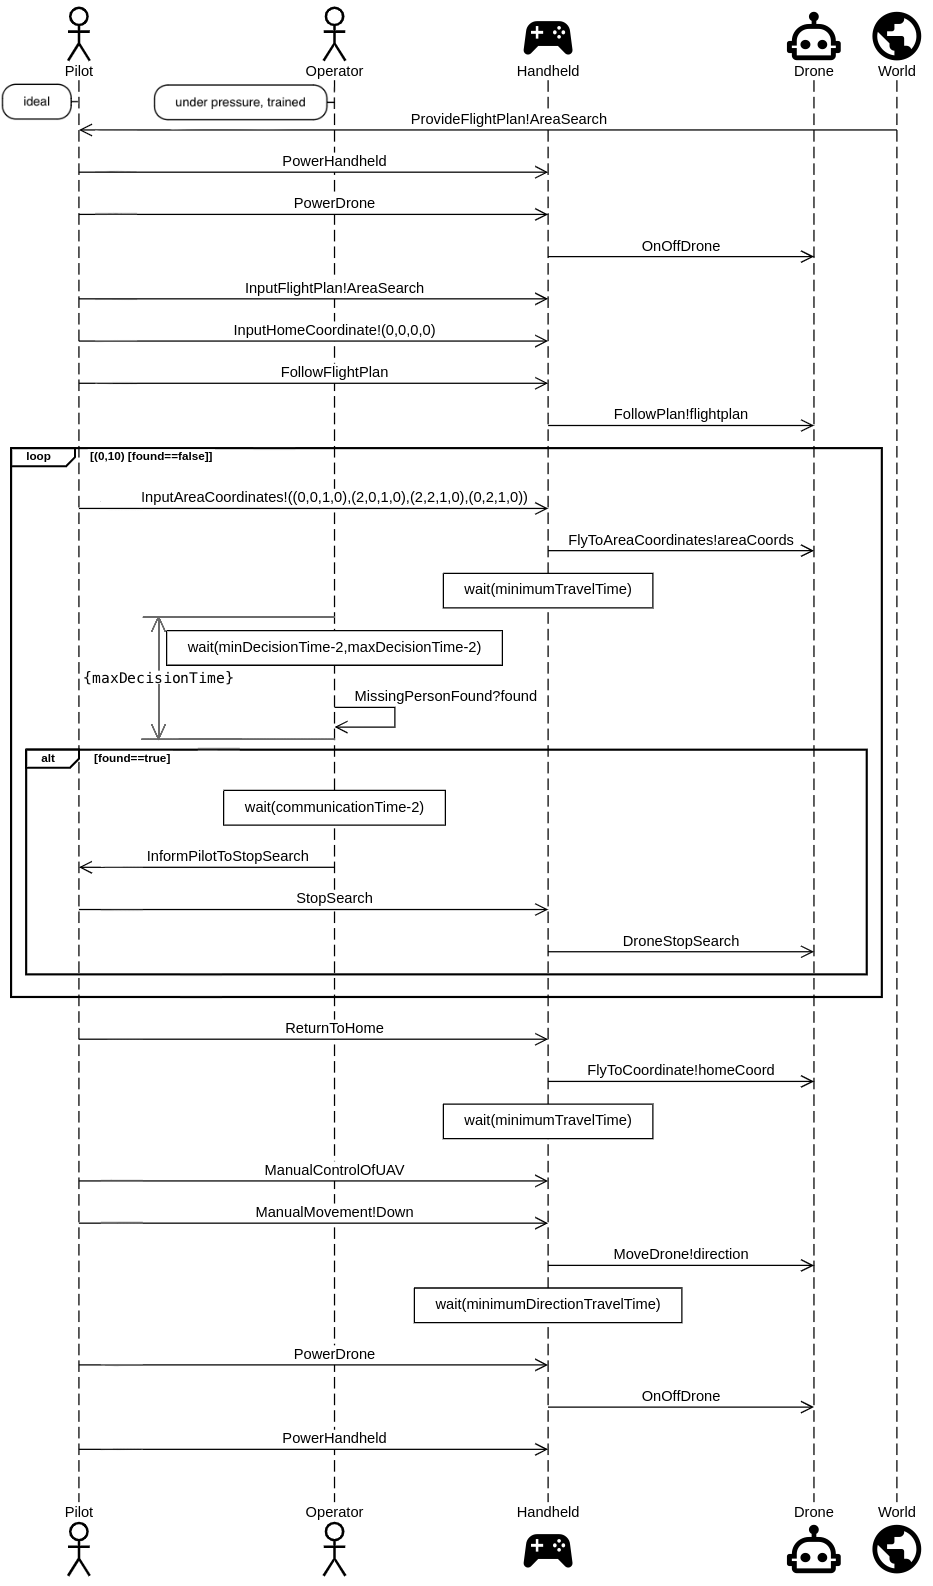 Pilot
Operator
Handheld
Drone
World
ideal
under pressure, trained
ProvideFlightPlan!AreaSearch
PowerHandheld
PowerDrone
OnOffDrone
InputFlightPlan!AreaSearch
InputHomeCoordinate!(0,0,0,0)
FollowFlightPlan
FollowPlan!flightplan
loop
[(0,10) [found==false]]
InputAreaCoordinates!((0,0,1,0),(2,0,1,0),(2,2,1,0),(0,2,1,0))
FlyToAreaCoordinates!areaCoords
wait(minimumTravelTime)
wait(minDecisionTime-2,maxDecisionTime-2)
{maxDecisionTime}
MissingPersonFound?found
alt
[found==true]
wait(communicationTime-2)
InformPilotToStopSearch
StopSearch
DroneStopSearch
ReturnToHome
FlyToCoordinate!homeCoord
wait(minimumTravelTime)
ManualControlOfUAV
ManualMovement!Down
MoveDrone!direction
wait(minimumDirectionTravelTime)
PowerDrone
OnOffDrone
PowerHandheld
Pilot
Operator
Handheld
Drone
World